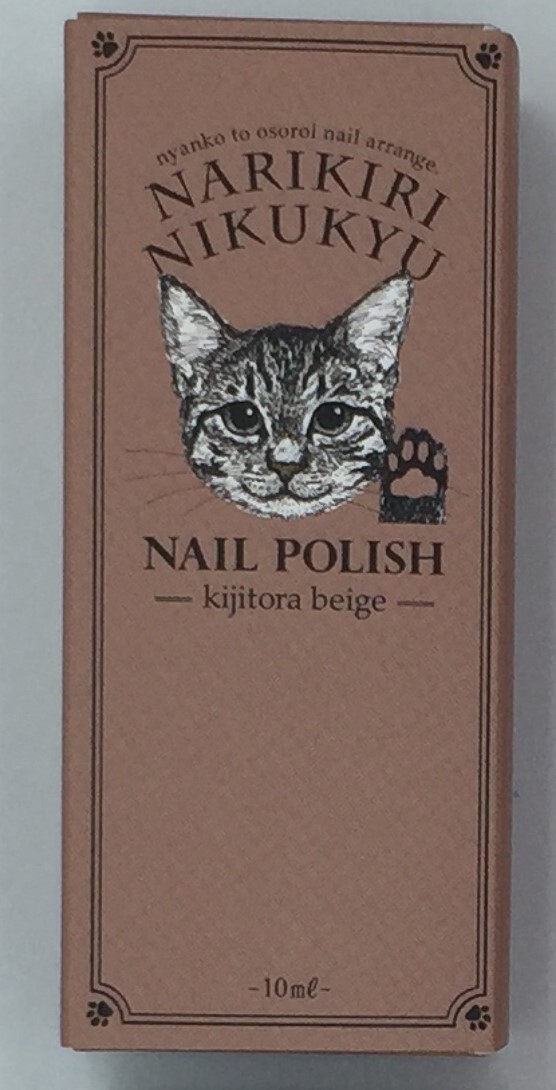 nyanko to osoroi nail arrange.
NARIKIRI
NIKUKYU
NAIL POLISH
— kijitora beige —
-10mℓ-